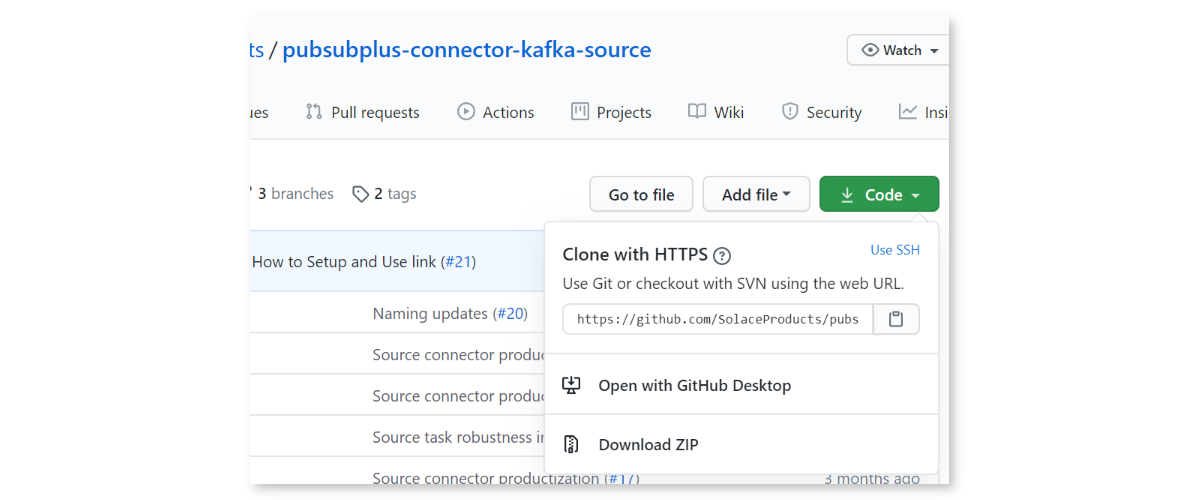 ts / pubsubplus-connector-kafka-source
Watch
ues Pull requests Actions Projects Wiki Security Insi
3 branches 2 tags Go to file Add file Code
How to Setup and Use link (#21)
Clone with HTTPS ? Use SSH
Use Git or checkout with SVN using the web URL.
Naming updates (#20)
https://github.com/SolaceProducts/pubs
Source connector produ
Open with GitHub Desktop
Source connector produ
Source task robustness i
Download ZIP
Source connector productization (#17) 3 months ago